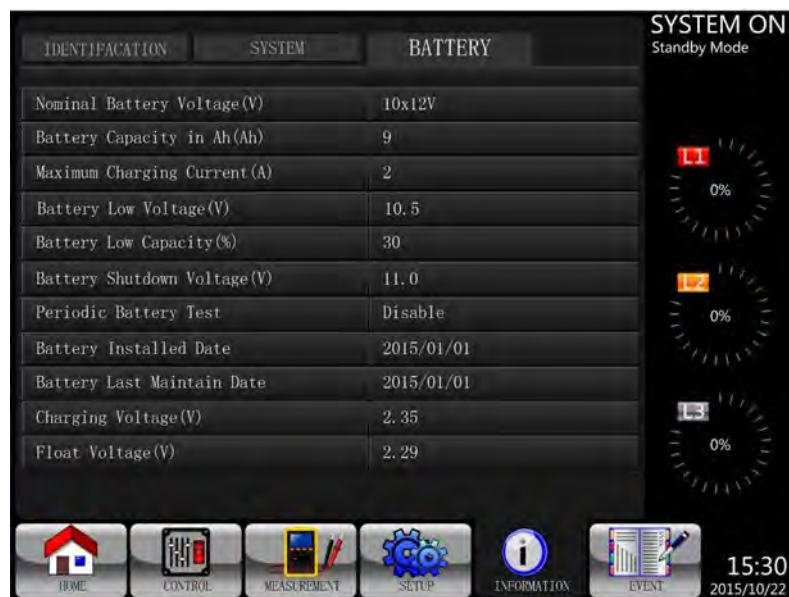 IDENTIFACATION SYSTEM BATTERY
SYSTEM ON
Standby Mode
Nominal Battery Voltage(V) 10x12V
Battery Capacity in Ah(Ah) 9
Maximum Charging Current(A) 2
Battery Low Voltage(V) 10.5
Battery Low Capacity(%) 30
Battery Shutdown Voltage(V) 11.0
Periodic Battery Test Disable
Battery Installed Date 2015/01/01
Battery Last Maintain Date 2015/01/01
Charging Voltage(V) 2.35
Float Voltage(V) 2.29
L1
0%
L2
0%
L3
0%
HOME CONTROL MEASUREMENT SETUP INFORMATION EVENT
15:30
2015/10/22